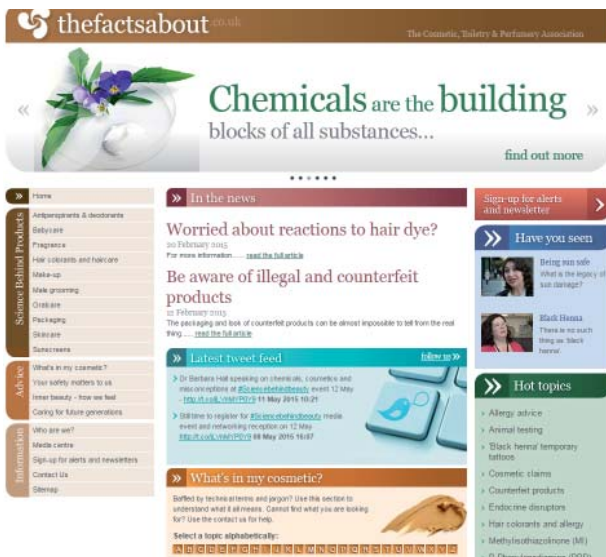 thefactsabout.co.uk
The Cosmetic, Toiletry & Perfumery Association
Chemicals are the building
blocks of all substances...
find out more
Home
Science Behind Products
Antiperspirants & deodorants
Babycare
Fragrance
Hair colorants and haircare
Make-up
Male grooming
Oralcare
Packaging
Skincare
Sunscreens
Advice
What's in my cosmetic?
Your safety matters to us
Inner beauty - how we feel
Caring for future generations
Information
Who are we?
Media centre
Sign-up for alerts and newsletters
Contact Us
Sitemap
In the news
Worried about reactions to hair dye?
20 February 2015
For more information...... read the full article
Be aware of illegal and counterfeit
products
12 February 2015
The packaging and look of counterfeit products can be almost impossible to tell from the real
thing ..... read the full article
Latest tweet feed
follow us
Dr Barbara Hall speaking on chemicals, cosmetics and
misconceptions at #Sciencebehindbeauty event 12 May
11 May 2015 10:21
Still time to register for #Sciencebehindbeauty media
event and networking reception on 12 May
08 May 2015 16:07
What's in my cosmetic?
Baffled by technical terms and jargon? Use this section to
understand what it all means. Cannot find what you are looking
for? Use the contact us for help.
Select a topic alphabetically:
A B C D E F G H I J K L M N O P Q R S T U V W X Y Z
Sign-up for alerts
and newsletter
Have you seen
Being sun safe
What is the legacy of
sun damage?
Black Henna
There is no such
thing as 'black
henna'.
Hot topics
Allergy advice
Animal testing
'Black henna' temporary
tattoos
Cosmetic claims
Counterfeit products
Endocrine disruptors
Hair colorants and allergy
Methylisothiazolinone (MI)